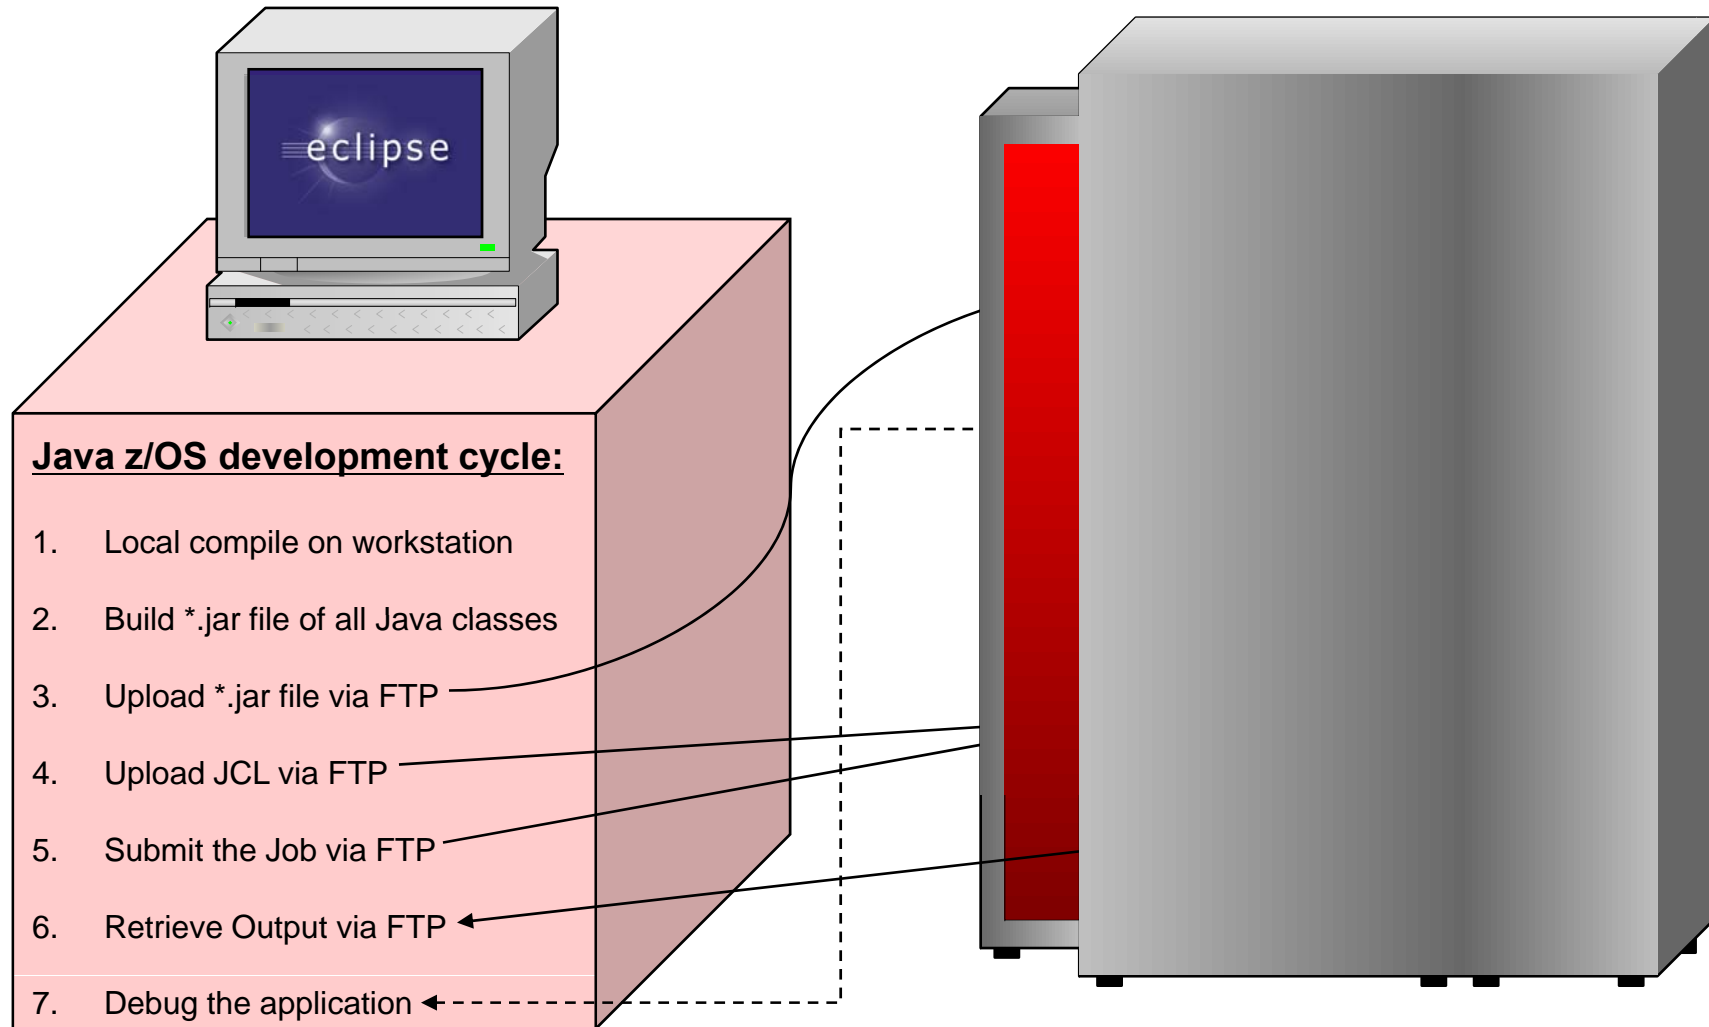 eclipse
Java z/OS development cycle:
1. Local compile on workstation
2. Build *.jar file of all Java classes
3. Upload *.jar file via FTP
4. Upload JCL via FTP
5. Submit the Job via FTP
6. Retrieve Output via FTP
7. Debug the application